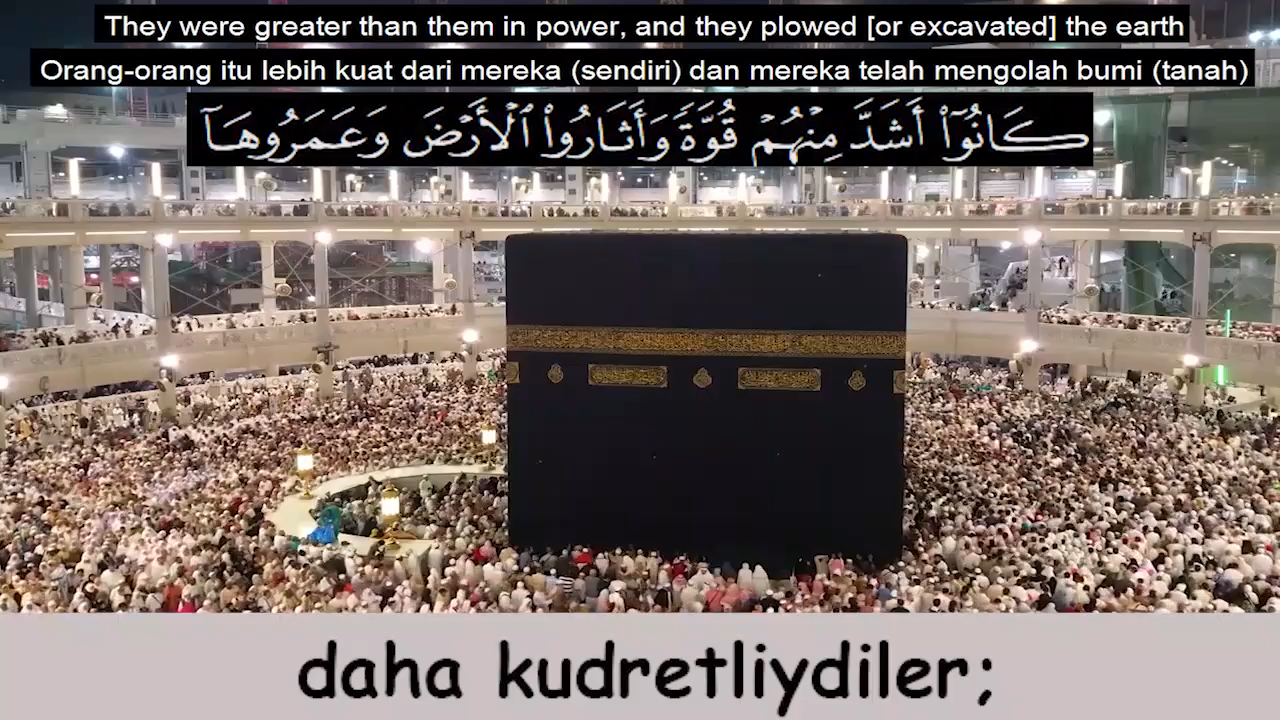 They were greater than them in power, and they plowed [or excavated] the earth
Orang-orang itu lebih kuat dari mereka (sendiri) dan mereka telah mengolah bumi (tanah)
كَانُوٓا۟ أَشَدَّ مِنْهُمْ قُوَّةً وَأَثَارُوا۟ ٱلْأَرْضَ وَعَمَرُوهَآ
daha kudretliydiler;